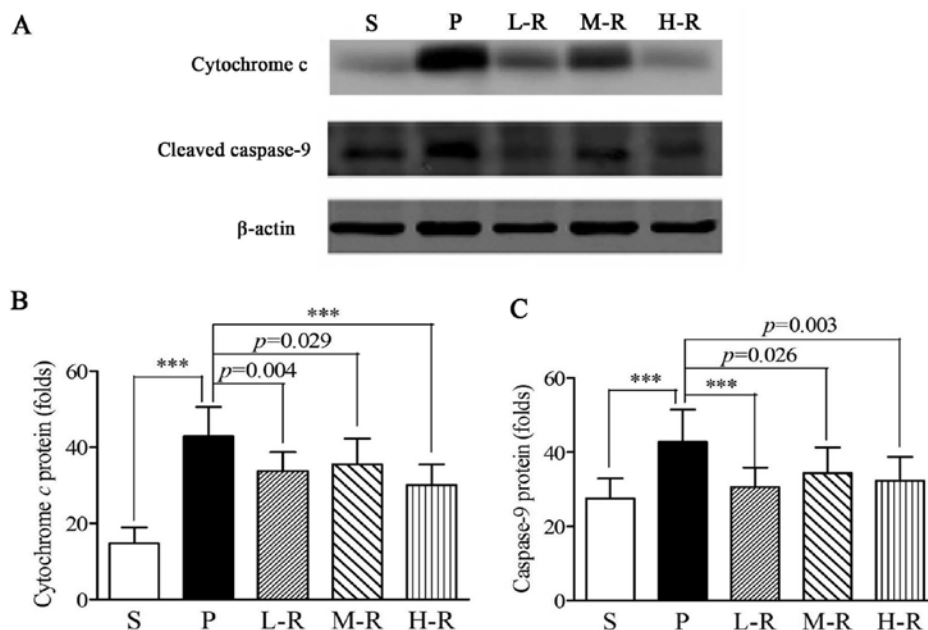 A
S P L-R M-R H-R
Cytochrome c
Cleaved caspase-9
β-actin
B
***
p=0.029
*** p=0.004
60
40
20
0
Cytochrome c protein (folds)
S P L-R M-R H-R
C
p=0.003
p=0.026
*** ***
60
40
20
0
Caspase-9 protein (folds)
S P L-R M-R H-R